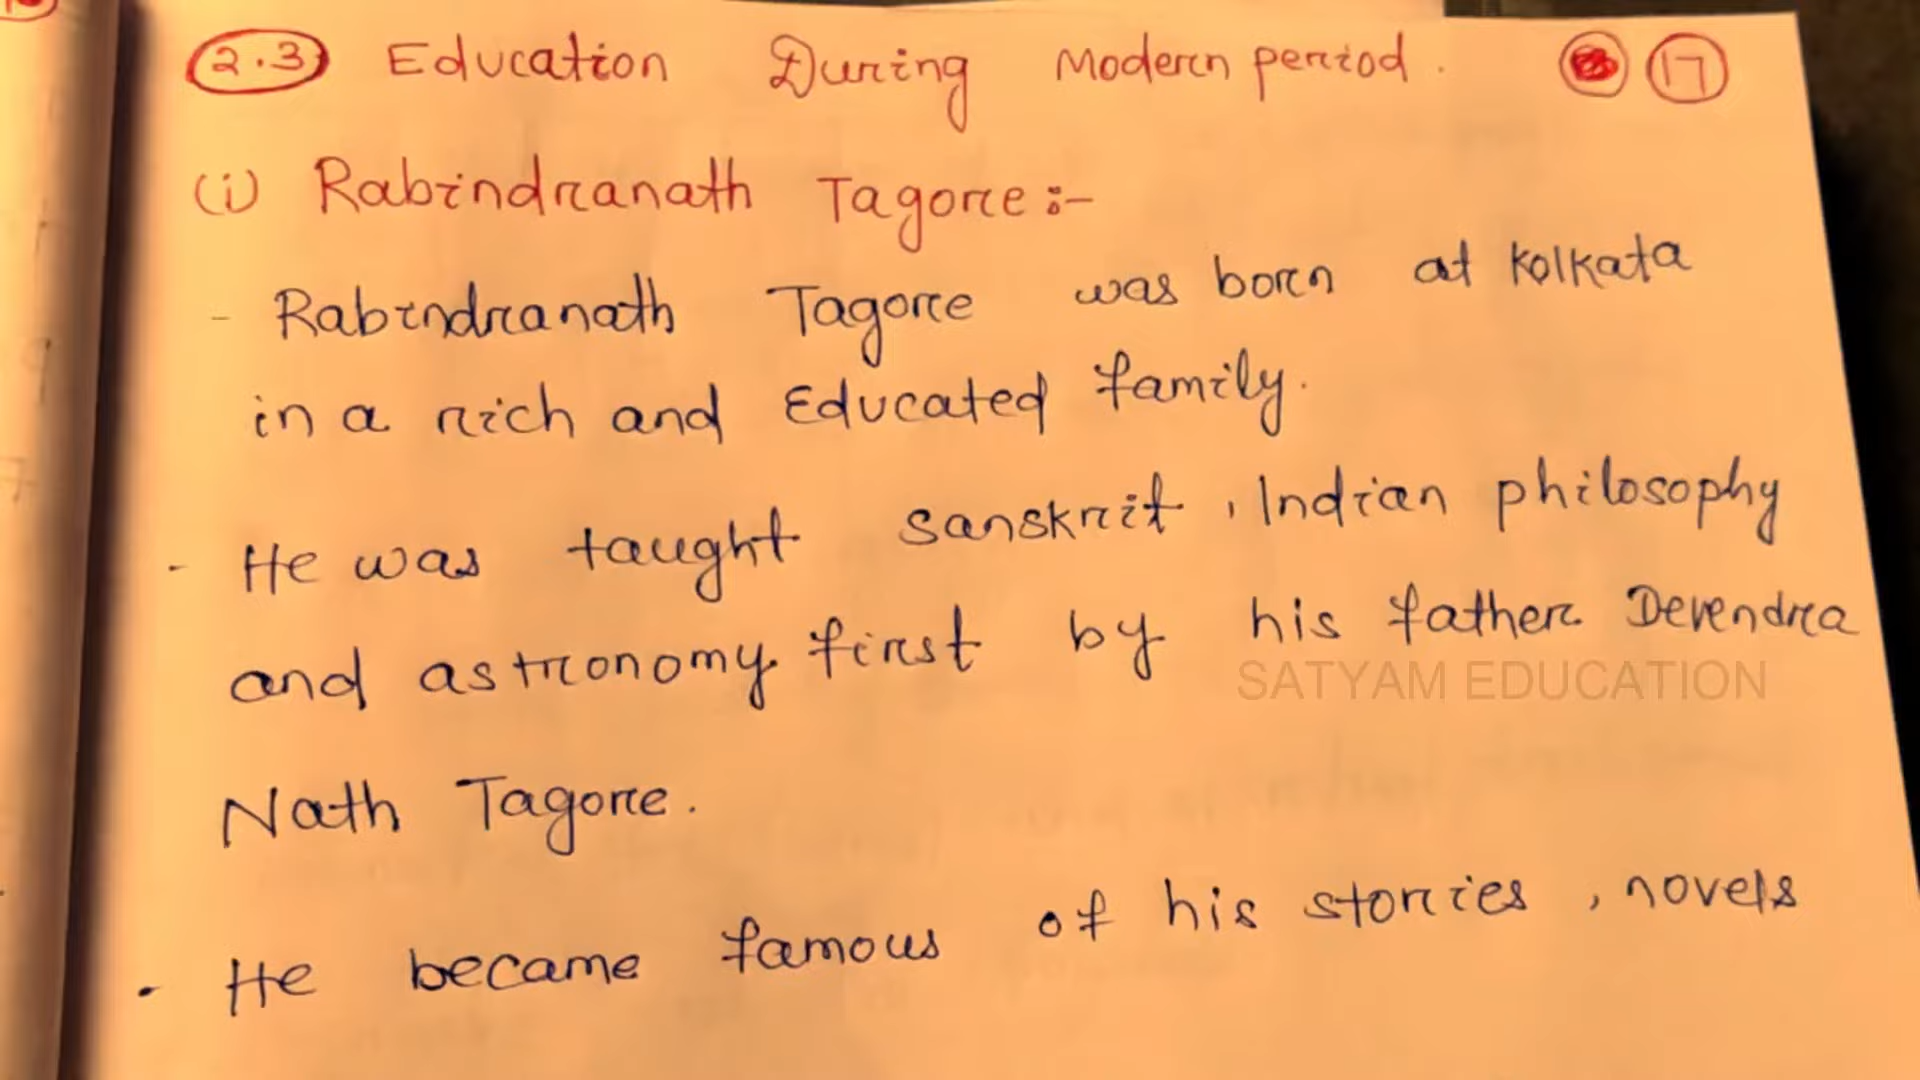 2.3 Education During Modern period. 17
(i) Rabindranath Tagore :-
- Rabindranath Tagore was born at Kolkata
in a rich and Educated family.
- He was taught sanskrit, Indian philosophy
and astronomy first by his father Devendra
SATYAM EDUCATION
Nath Tagore.
- He became famous of his stories, novels